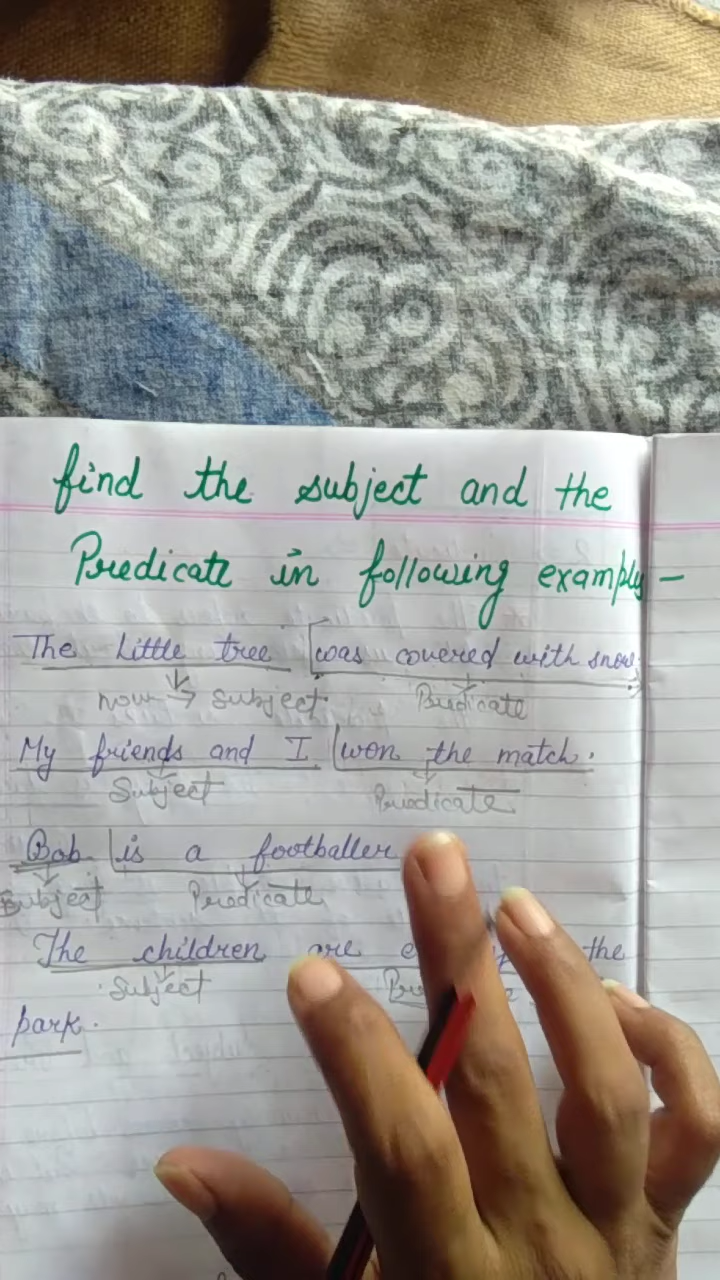 find the subject and the
Predicate in following examply -
The little tree was covered with snow.
noun → subject Predicate
My friends and I won the match.
Subject Predicate
Bob is a footballer
Subject Predicate
The children are the
Subject
park.